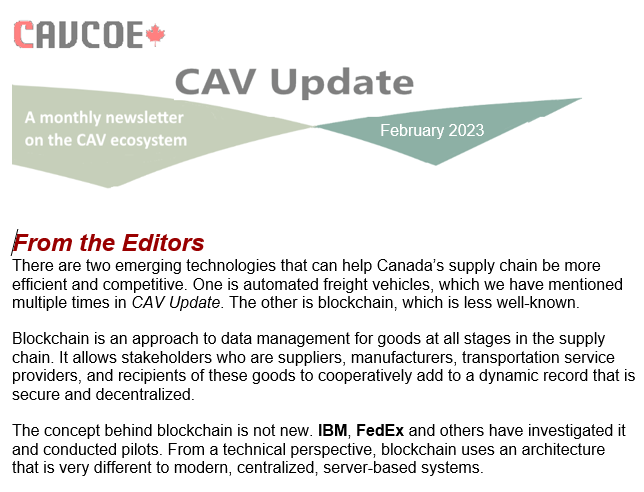 CAVCOE
CAV Update
A monthly newsletter
on the CAV ecosystem
February 2023
From the Editors
There are two emerging technologies that can help Canada’s supply chain be more
efficient and competitive. One is automated freight vehicles, which we have mentioned
multiple times in CAV Update. The other is blockchain, which is less well-known.
Blockchain is an approach to data management for goods at all stages in the supply
chain. It allows stakeholders who are suppliers, manufacturers, transportation service
providers, and recipients of these goods to cooperatively add to a dynamic record that is
secure and decentralized.
The concept behind blockchain is not new. IBM, FedEx and others have investigated it
and conducted pilots. From a technical perspective, blockchain uses an architecture
that is very different to modern, centralized, server-based systems.